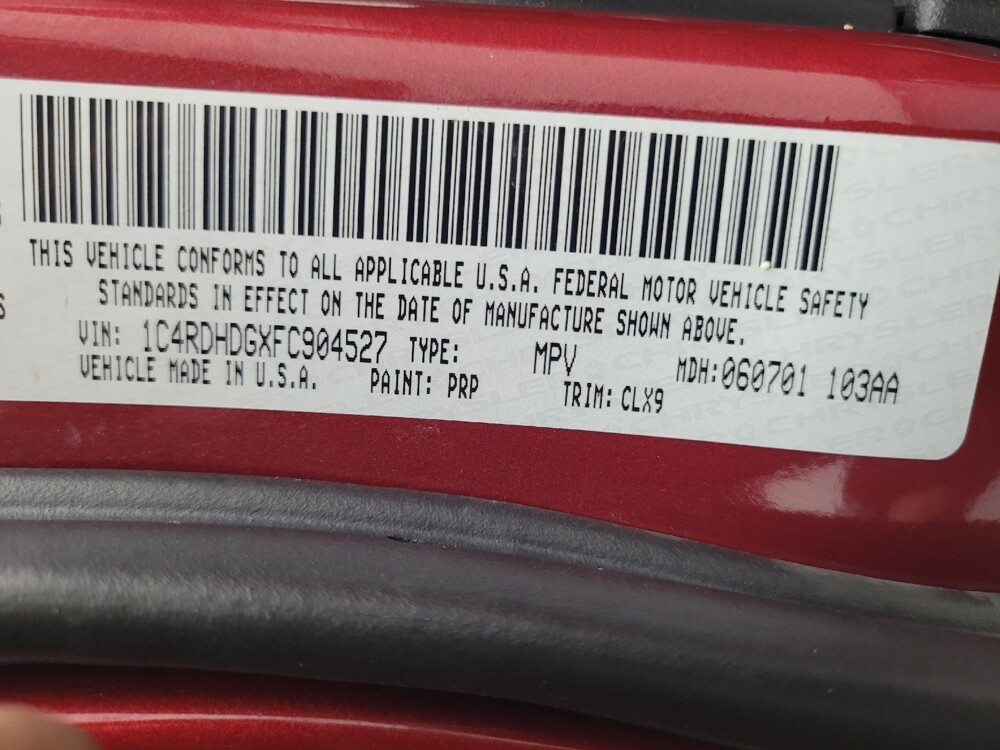 THIS VEHICLE CONFORMS TO ALL APPLICABLE U.S.A. FEDERAL MOTOR VEHICLE SAFETY
STANDARDS IN EFFECT ON THE DATE OF MANUFACTURE SHOWN ABOVE.
VIN: 1C4RDHDGXFC904527 TYPE: MPV MDH:060701 103AA
VEHICLE MADE IN U.S.A. PAINT: PRP TRIM: CLX9
CHRYSLER